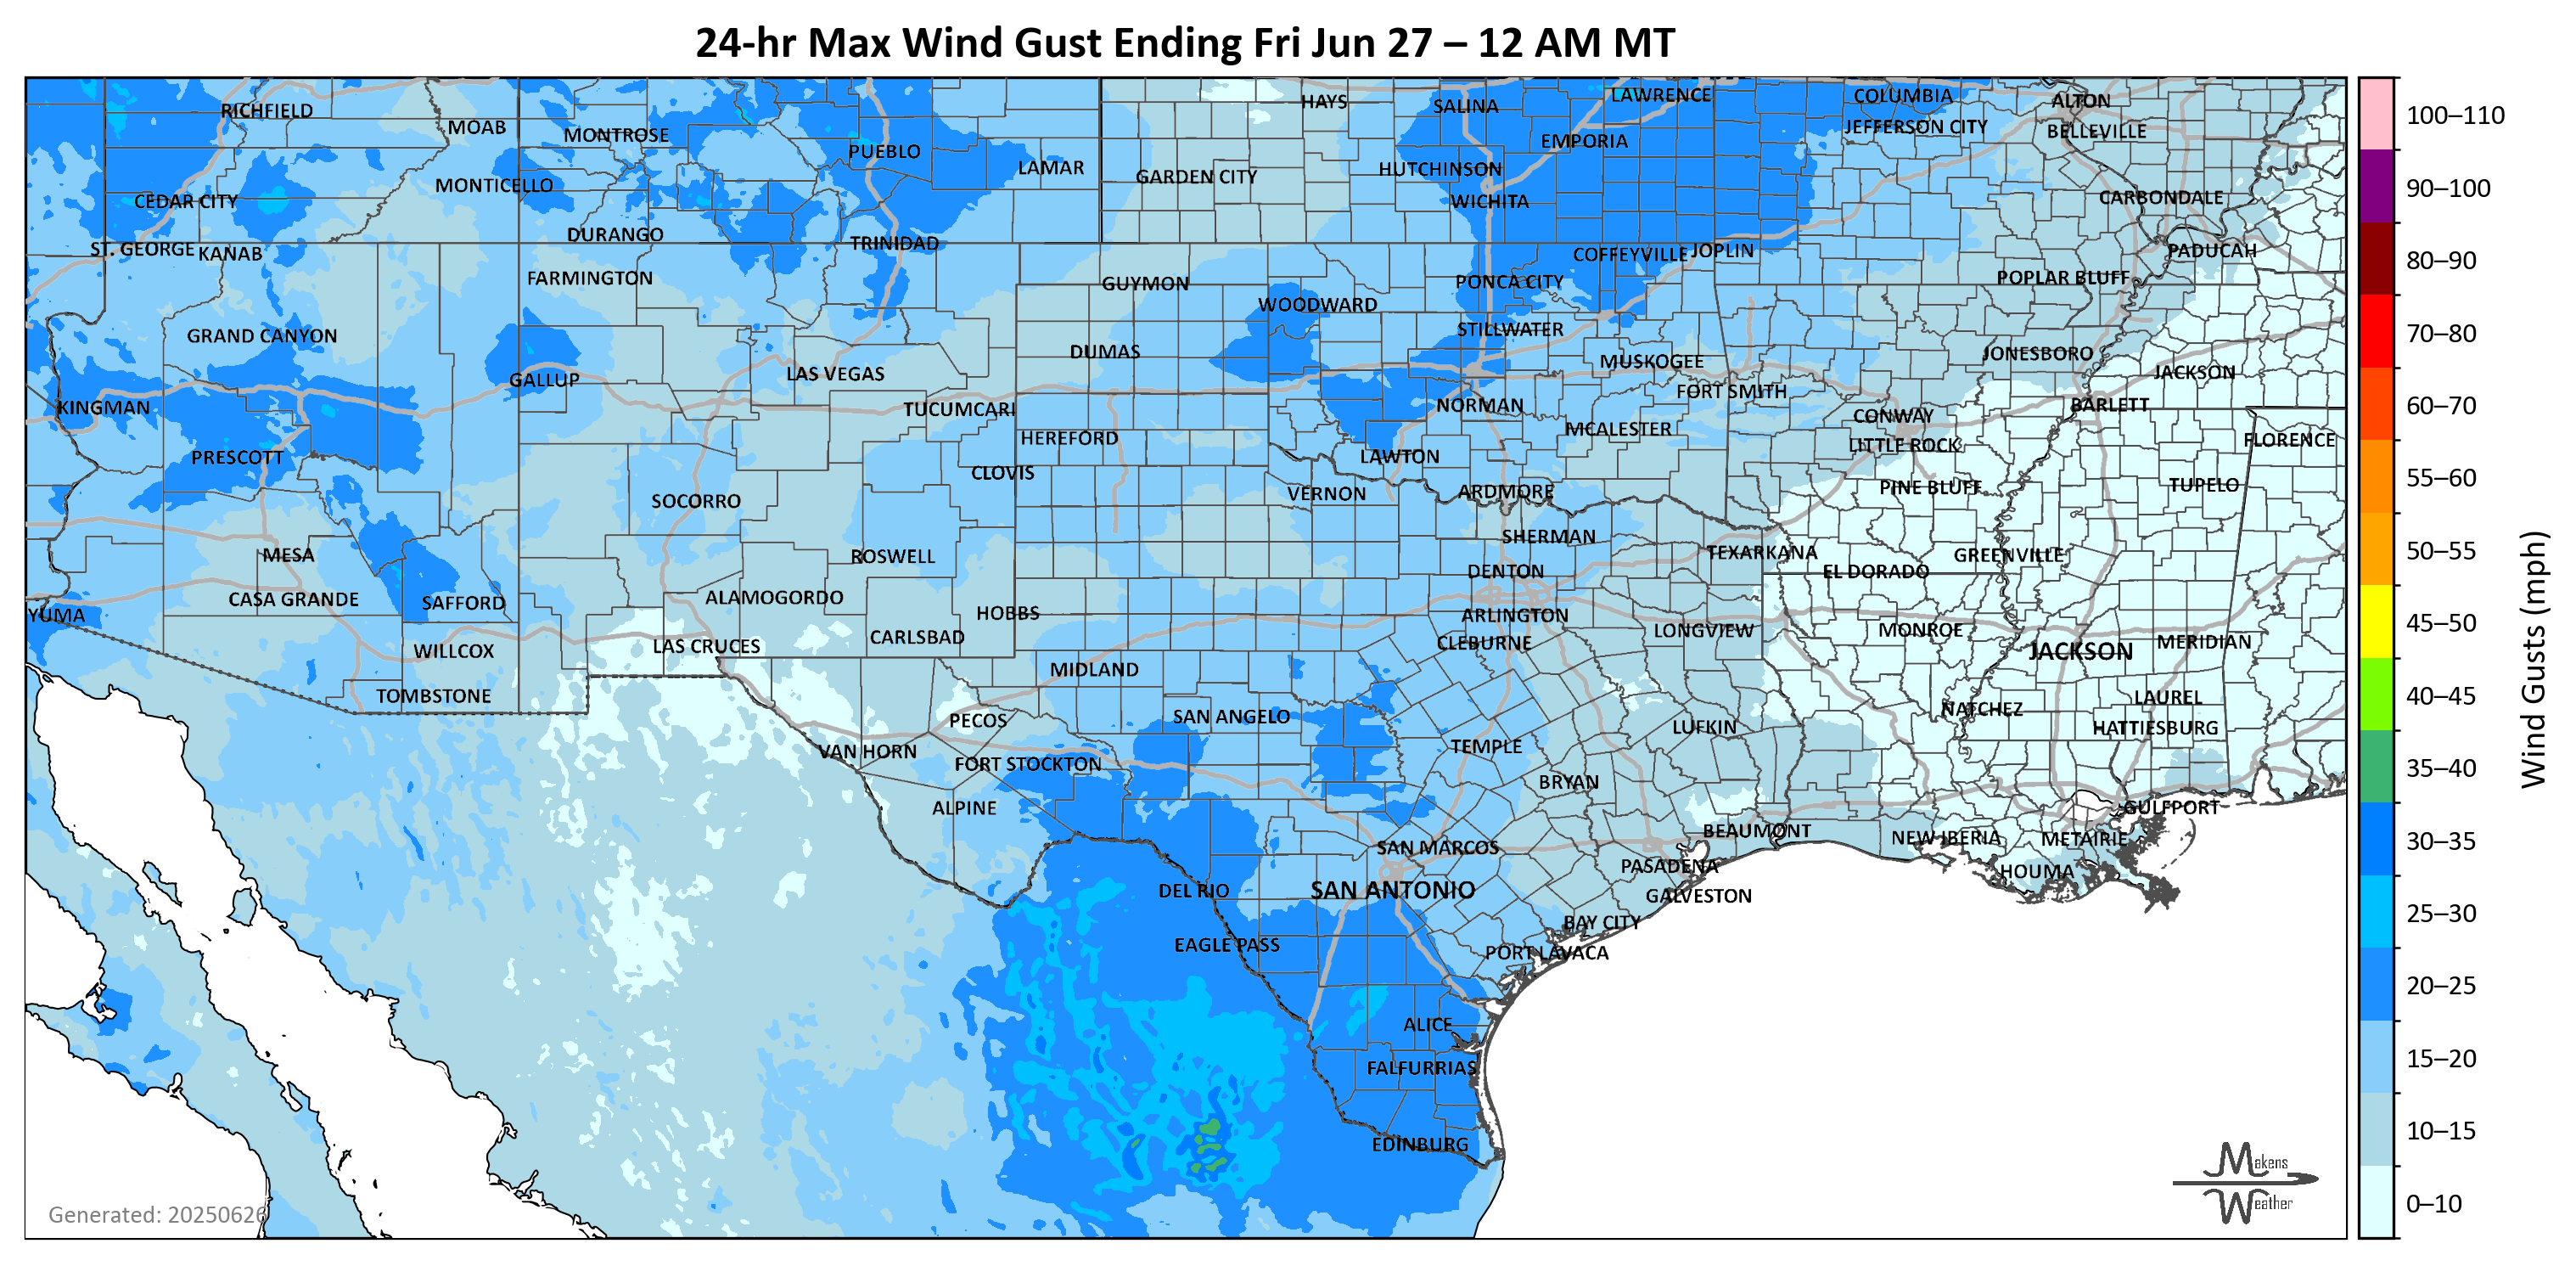 24-hr Max Wind Gust Ending Fri Jun 27 – 12 AM MT
RICHFIELD
MOAB
MONTROSE
PUEBLO
LAMAR
HAYS
SALINA
LAWRENCE
COLUMBIA
ALTON
EMPORIA
JEFFERSON CITY
BELLEVILLE
MONTICELLO
GARDEN CITY
HUTCHINSON
CEDAR CITY
WICHITA
CARBONDALE
DURANGO
TRINIDAD
ST. GEORGE
KANAB
COFFEYVILLE
JOPLIN
PADUCAH
FARMINGTON
GUYMON
PONCA CITY
POPLAR BLUFF
WOODWARD
GRAND CANYON
STILLWATER
DUMAS
MUSKOGEE
JONESBORO
GALLUP
LAS VEGAS
FORT SMITH
JACKSON
KINGMAN
TUCUMCARI
NORMAN
CONWAY
BARLETT
HEREFORD
MCALESTER
LITTLE ROCK
FLORENCE
PRESCOTT
CLOVIS
LAWTON
SOCORRO
VERNON
ARDMORE
PINE BLUFF
TUPELO
MESA
ROSWELL
SHERMAN
TEXARKANA
GREENVILLE
DENTON
EL DORADO
CASA GRANDE
SAFFORD
ALAMOGORDO
HOBBS
YUMA
ARLINGTON
WILLCOX
LAS CRUCES
CARLSBAD
CLEBURNE
LONGVIEW
MONROE
JACKSON
MERIDIAN
MIDLAND
TOMBSTONE
LAUREL
PECOS
SAN ANGELO
NATCHEZ
LUFKIN
HATTIESBURG
VAN HORN
FORT STOCKTON
TEMPLE
BRYAN
ALPINE
GULFPORT
BEAUMONT
NEW IBERIA
METAIRIE
SAN MARCOS
PASADENA
HOUMA
DEL RIO
SAN ANTONIO
GALVESTON
BAY CITY
EAGLE PASS
PORT LAVACA
ALICE
FALFURRIAS
EDINBURG
Generated: 20250626
Makens
Weather
100–110
90–100
80–90
70–80
60–70
55–60
50–55
45–50
40–45
35–40
30–35
25–30
20–25
15–20
10–15
0–10
Wind Gusts (mph)